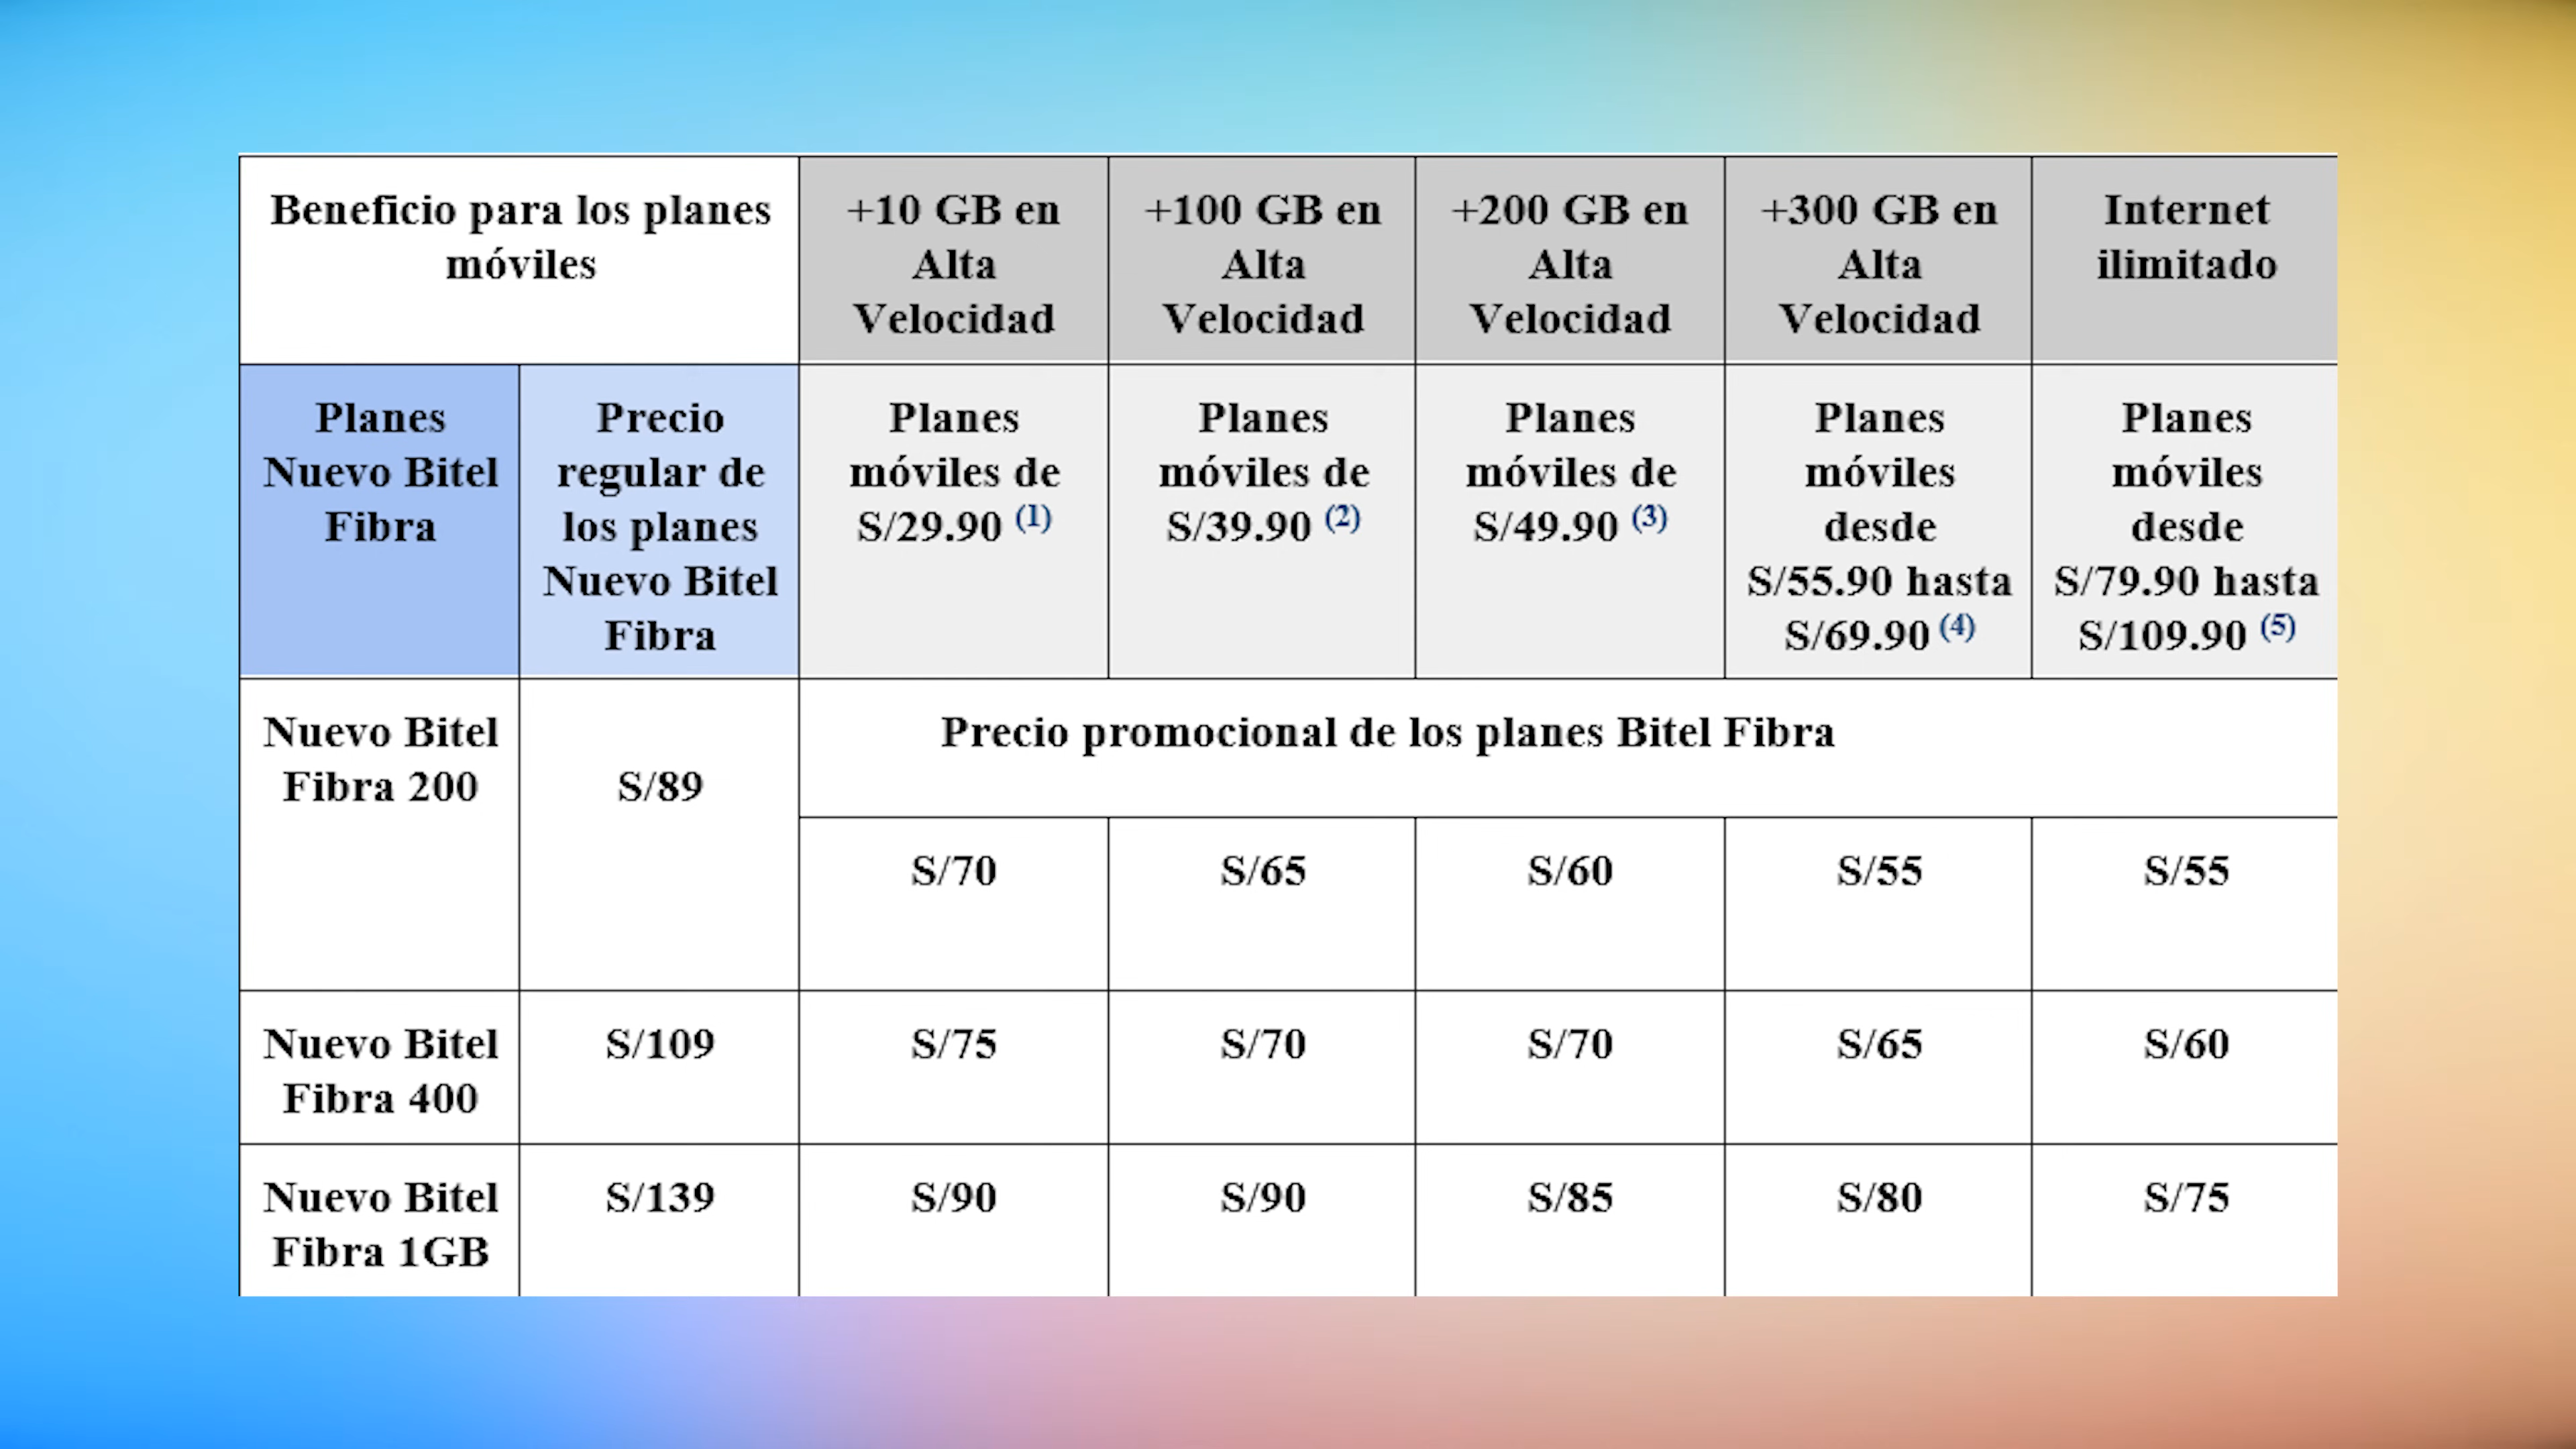 Beneficio para los planes
móviles
+10 GB en
Alta
Velocidad
+100 GB en
Alta
Velocidad
+200 GB en
Alta
Velocidad
+300 GB en
Alta
Velocidad
Internet
ilimitado
Planes
Nuevo Bitel
Fibra
Precio
regular de
los planes
Nuevo Bitel
Fibra
Planes
móviles de
S/29.90 (1)
Planes
móviles de
S/39.90 (2)
Planes
móviles de
S/49.90 (3)
Planes
móviles
desde
S/55.90 hasta
S/69.90 (4)
Planes
móviles
desde
S/79.90 hasta
S/109.90 (5)
Nuevo Bitel
Fibra 200
S/89
Precio promocional de los planes Bitel Fibra
S/70
S/65
S/60
S/55
S/55
Nuevo Bitel
Fibra 400
S/109
S/75
S/70
S/70
S/65
S/60
Nuevo Bitel
Fibra 1GB
S/139
S/90
S/90
S/85
S/80
S/75